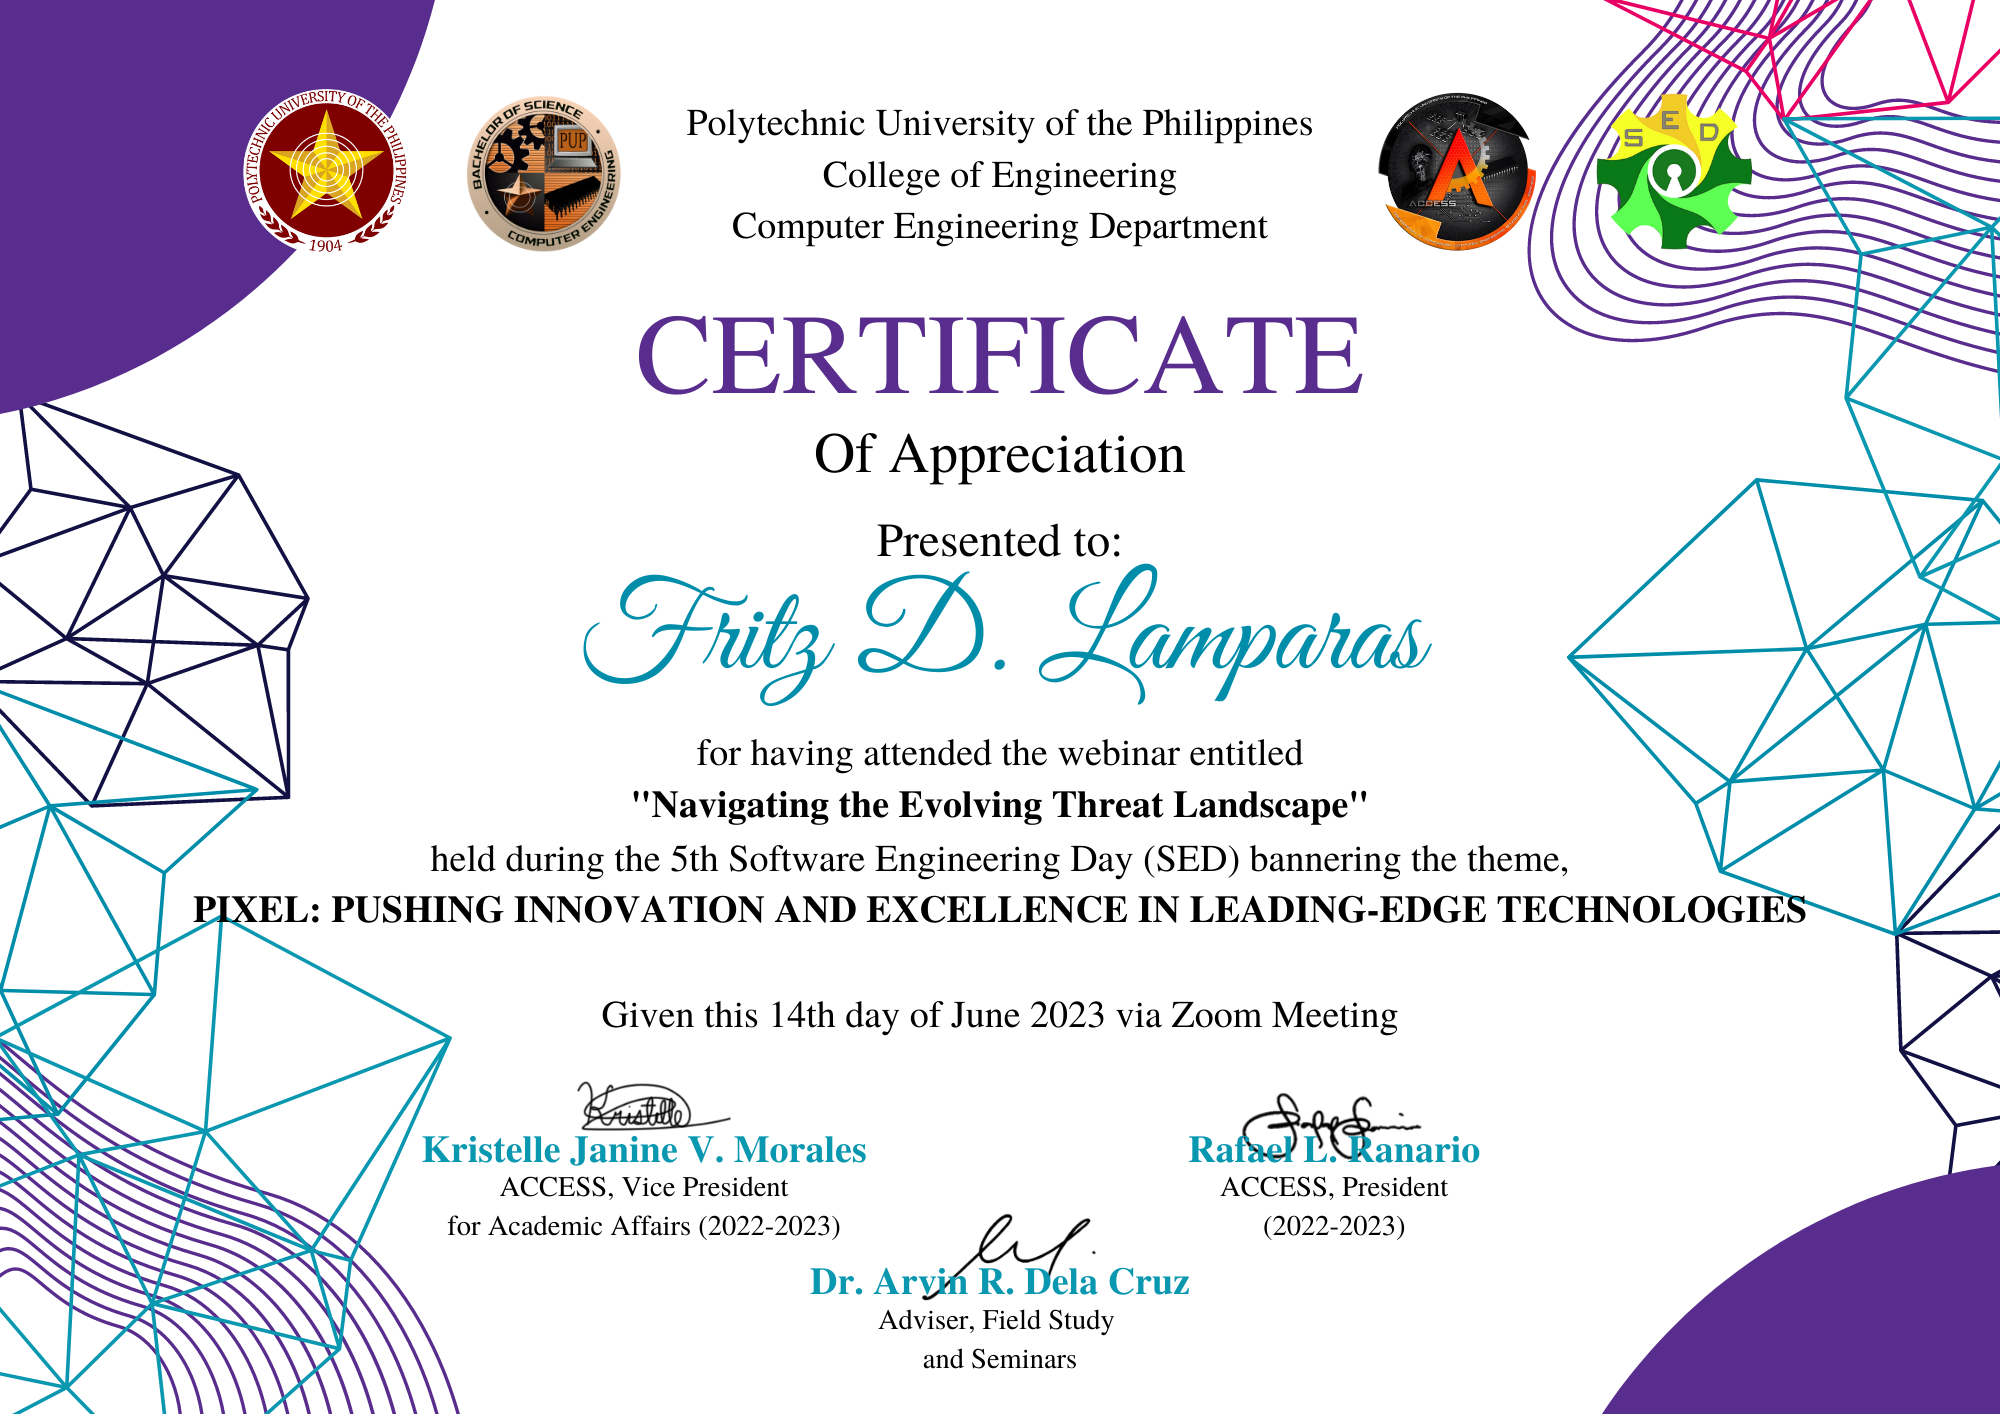 POLYTECHNIC UNIVERSITY OF THE PHILIPPINES
1904
BACHELOR OF SCIENCE
PUP
COMPUTER ENGINEERING
Polytechnic University of the Philippines
College of Engineering
Computer Engineering Department
ACCESS
SED
CERTIFICATE
Of Appreciation
Presented to:
Fritz D. Lamparas
for having attended the webinar entitled
"Navigating the Evolving Threat Landscape"
held during the 5th Software Engineering Day (SED) bannering the theme,
PIXEL: PUSHING INNOVATION AND EXCELLENCE IN LEADING-EDGE TECHNOLOGIES
Given this 14th day of June 2023 via Zoom Meeting
Kristelle
Kristelle Janine V. Morales
ACCESS, Vice President
for Academic Affairs (2022-2023)
Rafael L. Ranario
ACCESS, President
(2022-2023)
Dr. Arvin R. Dela Cruz
Adviser, Field Study
and Seminars